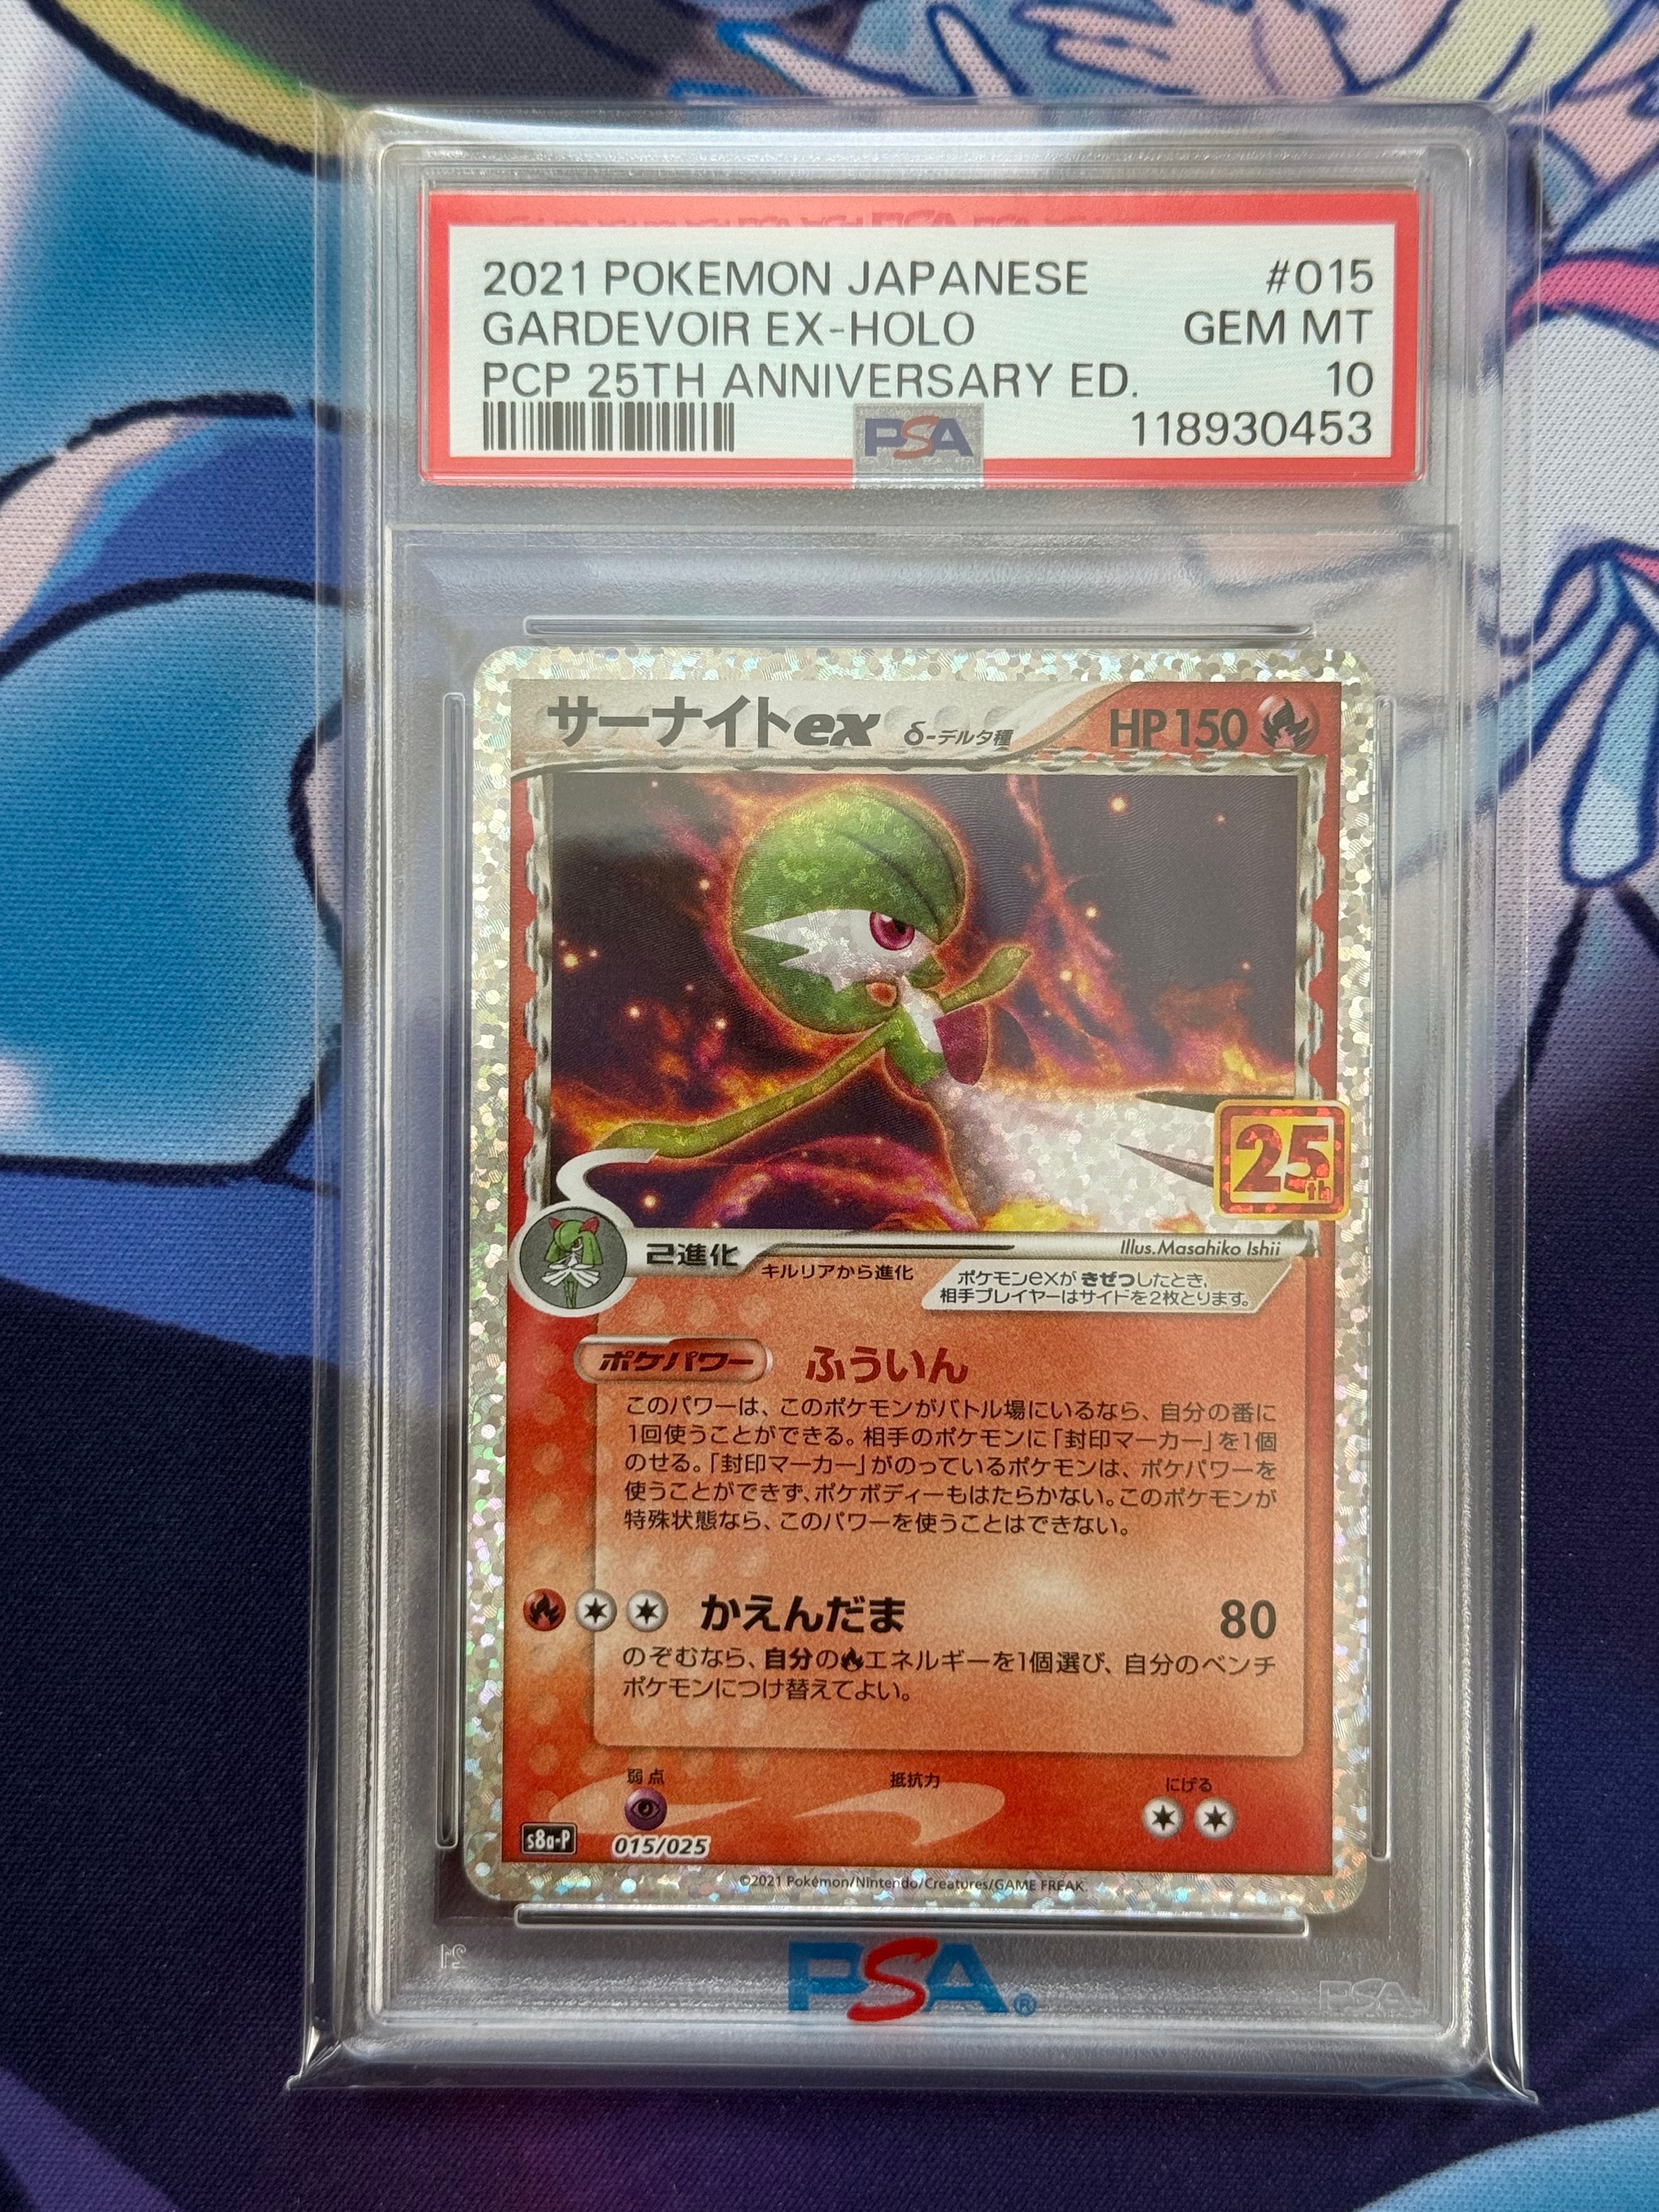 2021 POKEMON JAPANESE #015
GARDEVOIR EX-HOLO GEM MT
PCP 25TH ANNIVERSARY ED. 10
PSA 118930453
サーナイトex δ-デルタ種 HP150
25th
2進化
キルリアから進化
Illus.Masahiko Ishii
ポケモンexが きぜつしたとき、
相手プレイヤーはサイドを2枚とります。
ポケパワー ふういん
このパワーは、このポケモンがバトル場にいるなら、自分の番に
1回使うことができる。相手のポケモンに「封印マーカー」を1個
のせる。「封印マーカー」がのっているポケモンは、ポケパワーを
使うことができず、ポケボディーもはたらかない。このポケモンが
特殊状態なら、このパワーを使うことはできない。
かえんだま 80
のぞむなら、自分のエネルギーを1個選び、自分のベンチ
ポケモンにつけ替えてよい。
弱点 抵抗力 にげる
s8a-P 015/025
©2021 Pokémon/Nintendo/Creatures/GAME FREAK.
PSA®
PSA